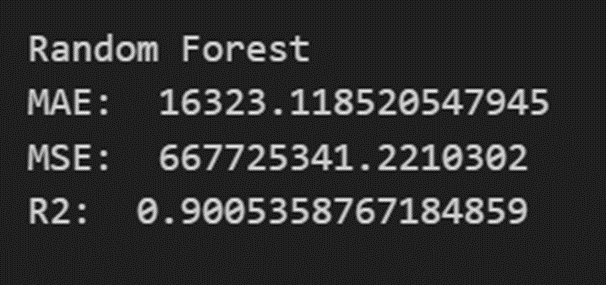 Random Forest
MAE:  16323.118520547945
MSE:  667725341.2210302
R2:  0.9005358767184859